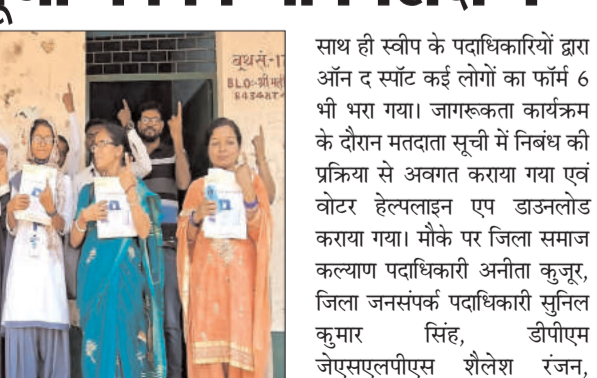 बूथ सं.-17
साथ ही स्वीप के पदाधिकारियों द्वारा
ऑन द स्पॉट कई लोगों का फॉर्म 6
भी भरा गया। जागरूकता कार्यक्रम
के दौरान मतदाता सूची में निबंध की
प्रक्रिया से अवगत कराया गया एवं
वोटर हेल्पलाइन एप डाउनलोड
कराया गया। मौके पर जिला समाज
कल्याण पदाधिकारी अनीता कुजूर,
जिला जनसंपर्क पदाधिकारी सुनिल
कुमार सिंह, डीपीएम
जेएसएलपीएस शैलेश रंजन,